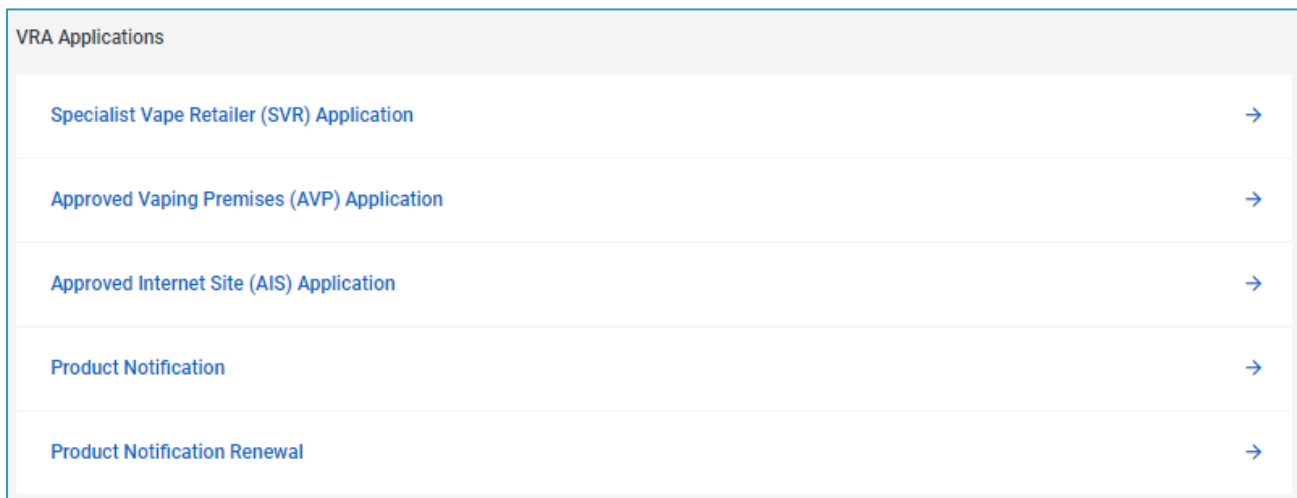 VRA Applications
Specialist Vape Retailer (SVR) Application
Approved Vaping Premises (AVP) Application
Approved Internet Site (AIS) Application
Product Notification
Product Notification Renewal